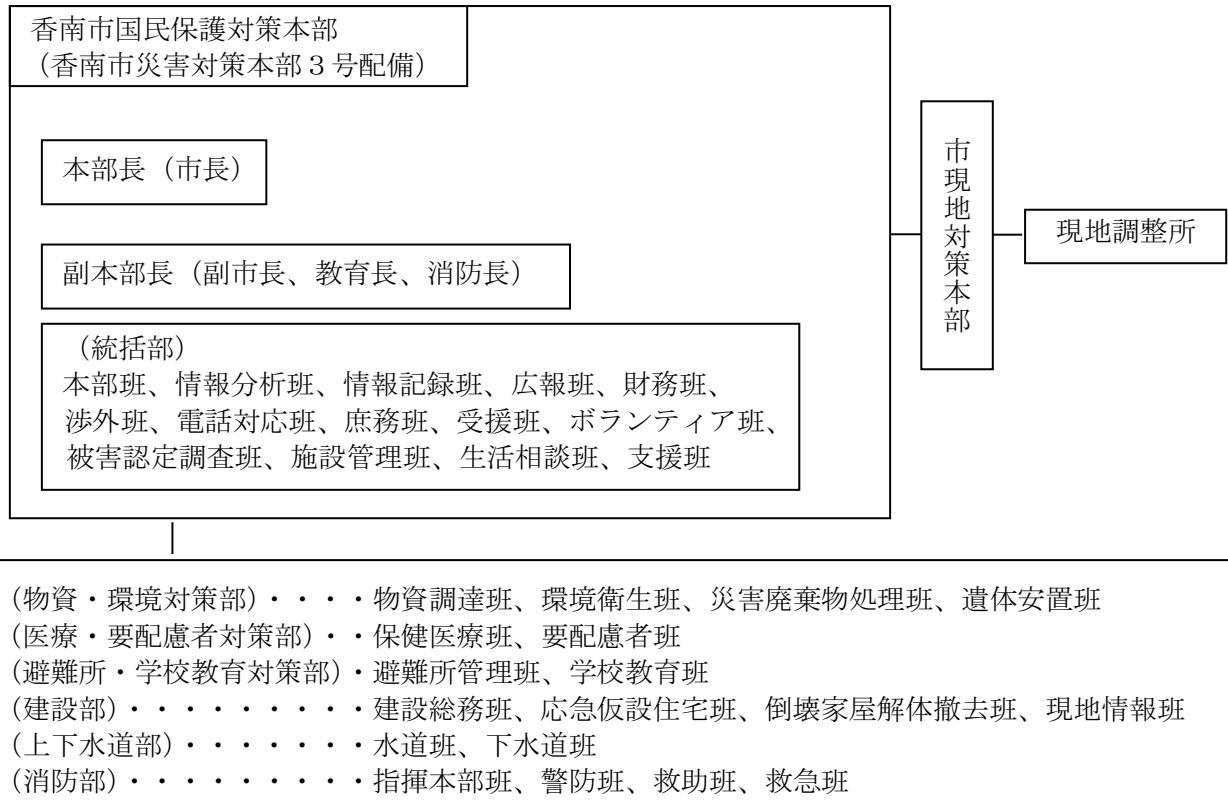 香南市国民保護対策本部
（香南市災害対策本部３号配備）
本部長（市長）
副本部長（副市長、教育長、消防長）
（統括部）
本部班、情報分析班、情報記録班、広報班、財務班、
渉外班、電話対応班、庶務班、受援班、ボランティア班、
被害認定調査班、施設管理班、生活相談班、支援班
市現地対策本部
現地調整所
（物資・環境対策部）・・・・物資調達班、環境衛生班、災害廃棄物処理班、遺体安置班
（医療・要配慮者対策部）・・保健医療班、要配慮者班
（避難所・学校教育対策部）・避難所管理班、学校教育班
（建設部）・・・・・・・・・建設総務班、応急仮設住宅班、倒壊家屋解体撤去班、現地情報班
（上下水道部）・・・・・・・水道班、下水道班
（消防部）・・・・・・・・・指揮本部班、警防班、救助班、救急班